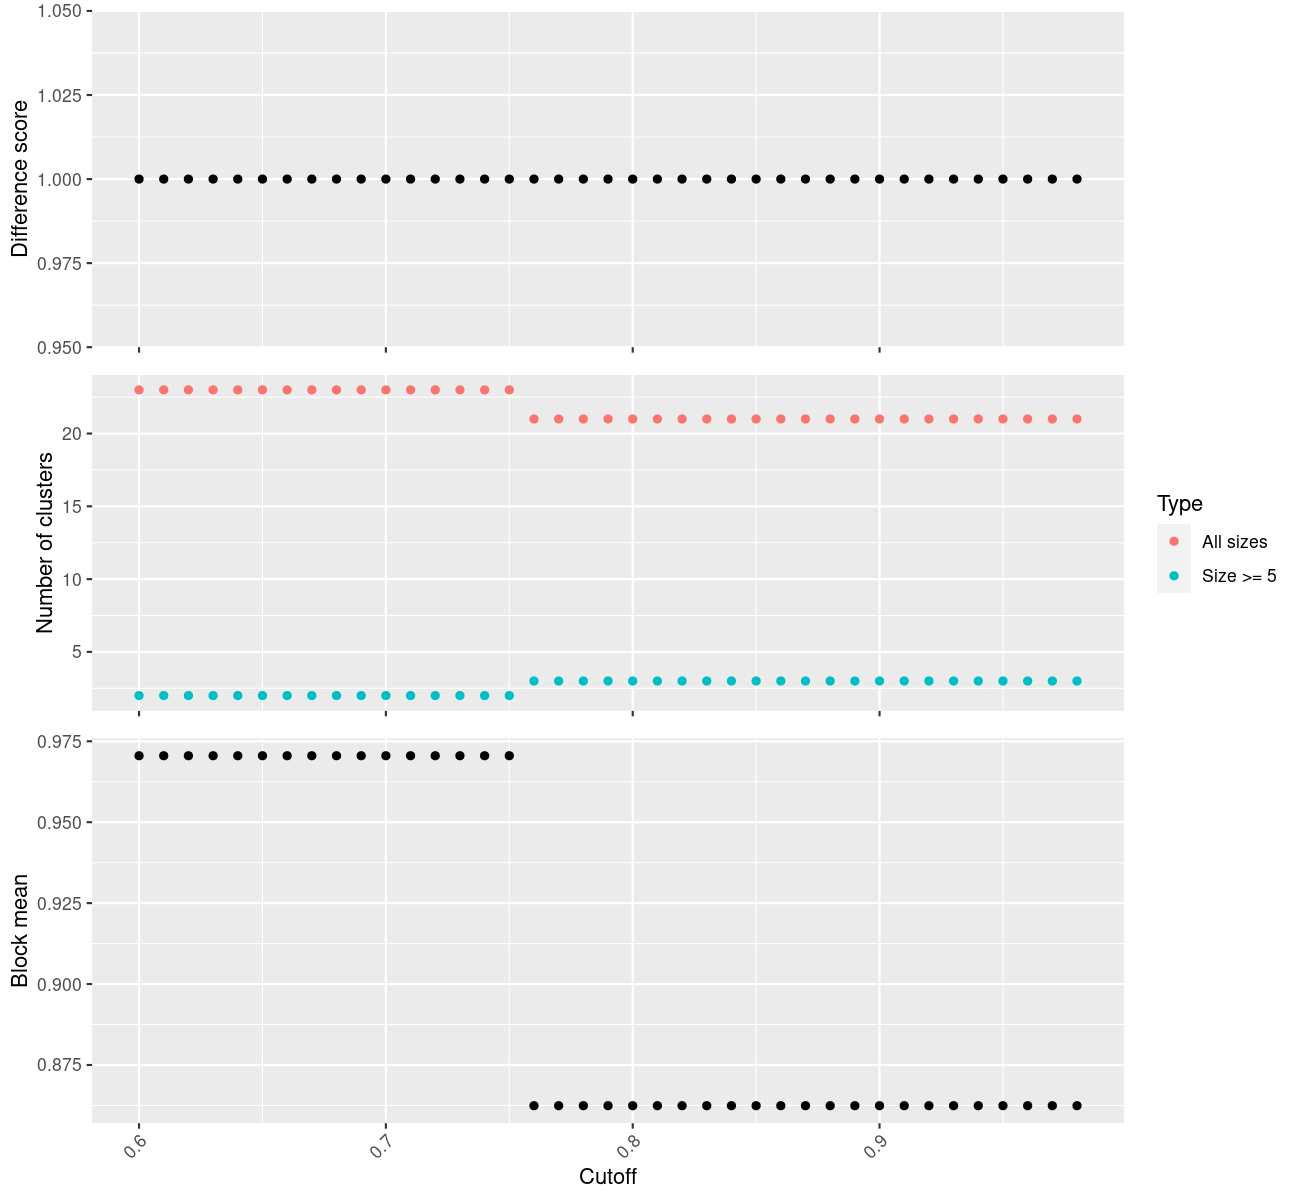 Difference score
1.050
1.025
1.000
0.975
0.950
Number of clusters
20
15
10
5
Block mean
0.975
0.950
0.925
0.900
0.875
0.6
0.7
0.8
0.9
Cutoff
Type
All sizes
Size >= 5